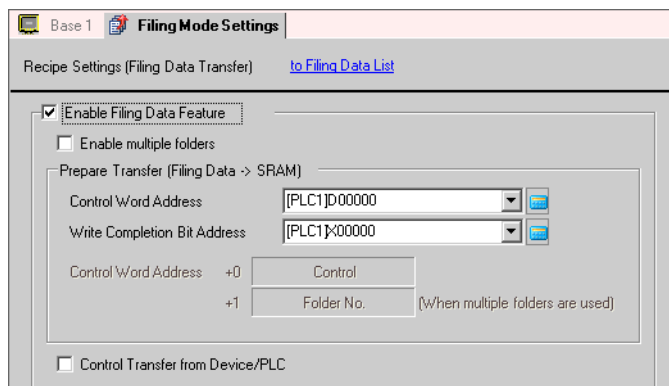 Base 1 Filing Mode Settings
Recipe Settings (Filing Data Transfer) to Filing Data List
Enable Filing Data Feature
Enable multiple folders
Prepare Transfer (Filing Data -> SRAM)
Control Word Address [PLC1]D00000
Write Completion Bit Address [PLC1]X00000
Control Word Address +0 Control
+1 Folder No. (When multiple folders are used)
Control Transfer from Device/PLC